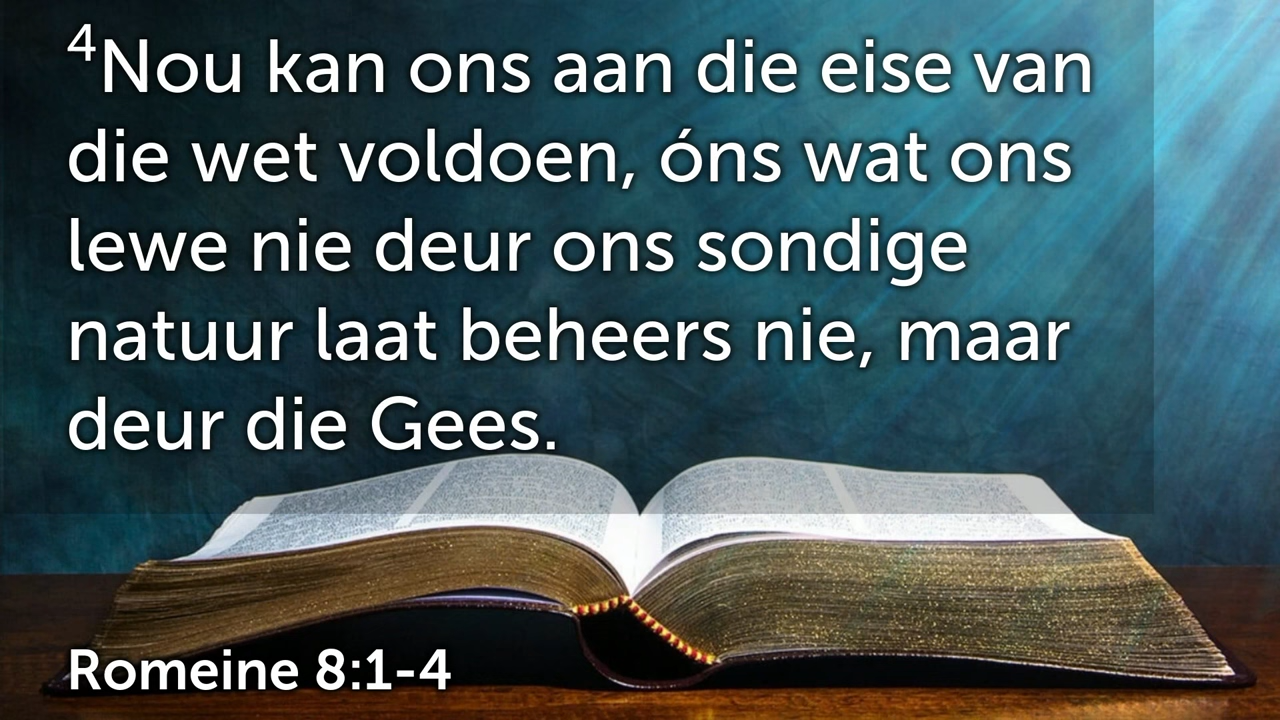 ⁴Nou kan ons aan die eise van
die wet voldoen, óns wat ons
lewe nie deur ons sondige
natuur laat beheers nie, maar
deur die Gees.
Romeine 8:1-4